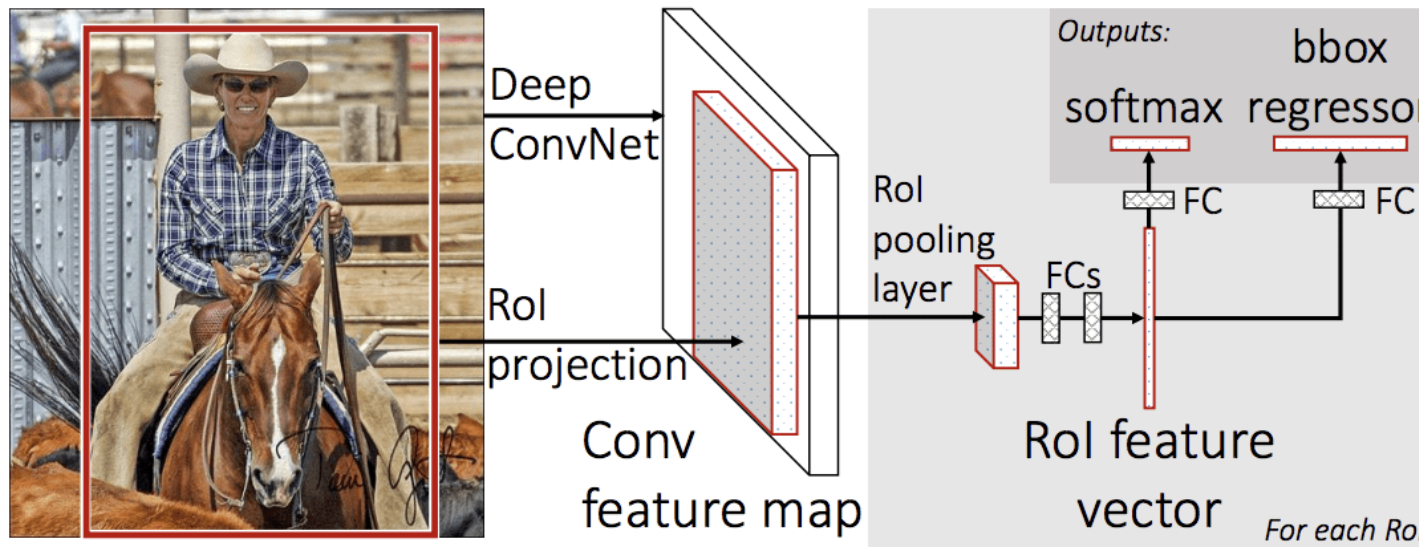 Deep
ConvNet
RoI
projection
Conv
feature map
RoI
pooling
layer
FCs
RoI feature
vector
Outputs:
softmax
bbox
regressor
FC
FC
For each RoI